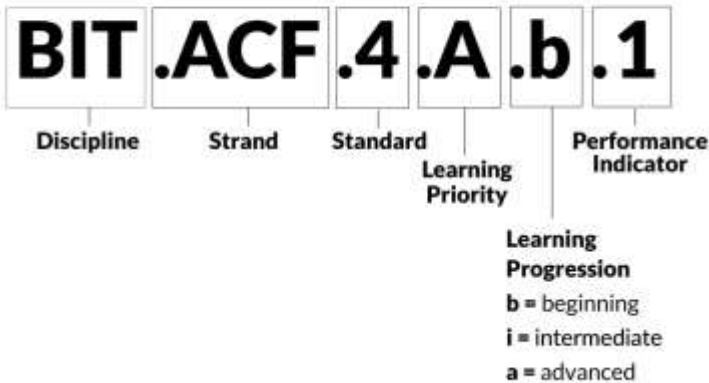 BIT.ACF.4.A.b.1
Discipline
Strand
Standard
Learning
Priority
Performance
Indicator
Learning
Progression
b = beginning
i = intermediate
a = advanced